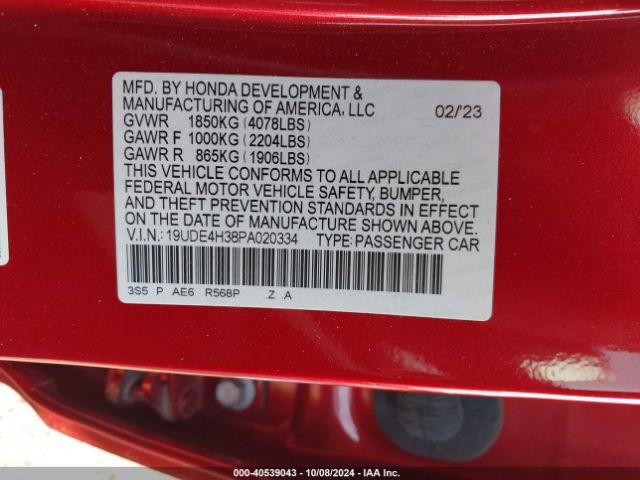 MFD. BY HONDA DEVELOPMENT &
MANUFACTURING OF AMERICA, LLC 02/'23
GVWR 1850KG (4078LBS)
GAWR F 1000KG (2204LBS)
GAWR R 865KG (1906LBS)
THIS VEHICLE CONFORMS TO ALL APPLICABLE
FEDERAL MOTOR VEHICLE SAFETY, BUMPER,
AND THEFT PREVENTION STANDARDS IN EFFECT
ON THE DATE OF MANUFACTURE SHOWN ABOVE.
V.I.N.: 19UDE4H38PA020334 TYPE: PASSENGER CAR
3S5 P AE6 R568P .Z .A
000-40539043 - 10/08/2024 - IAA Inc.